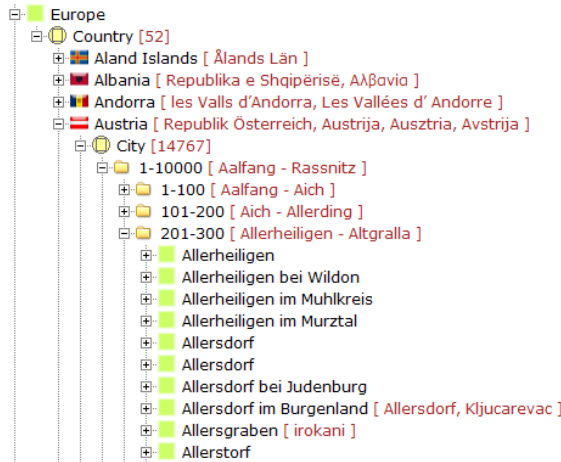 Europe
Country [52]
Aland Islands [ Ålands Län ]
Albania [ Republika e Shqipërisë, Αλβανία ]
Andorra [ les Valls d'Andorra, Les Vallées d' Andorre ]
Austria [ Republik Österreich, Austrija, Ausztria, Avstrija ]
City [14767]
1-10000 [ Aalfang - Rassnitz ]
1-100 [ Aalfang - Aich ]
101-200 [ Aich - Allerding ]
201-300 [ Allerheiligen - Altgralla ]
Allerheiligen
Allerheiligen bei Wildon
Allerheiligen im Muhlkreis
Allerheiligen im Murztal
Allersdorf
Allersdorf
Allersdorf bei Judenburg
Allersdorf im Burgenland [ Allersdorf, Kljucarevac ]
Allersgraben [ irokani ]
Allerstorf